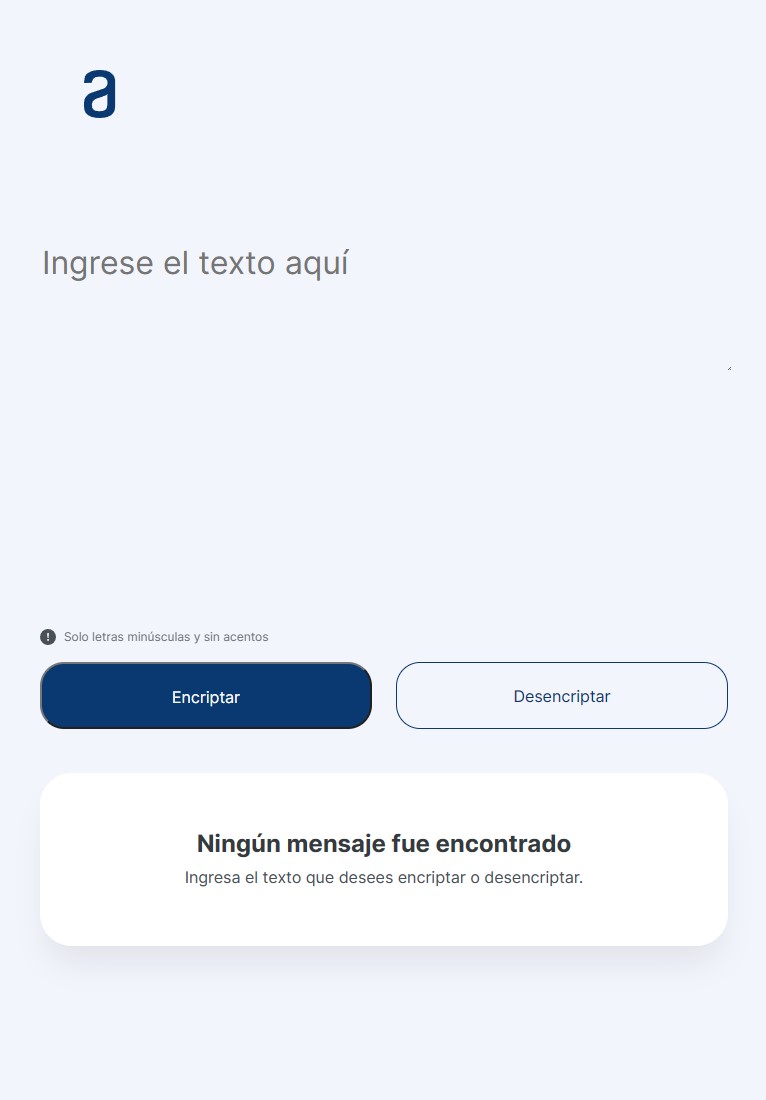 a
Ingrese el texto aquí
! Solo letras minúsculas y sin acentos
Encriptar
Desencriptar
Ningún mensaje fue encontrado
Ingresa el texto que desees encriptar o desencriptar.